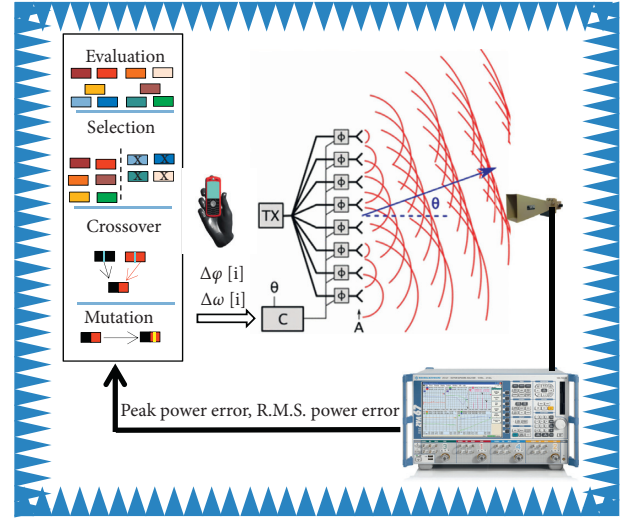 Evaluation
Selection
X X
X X
Crossover
Mutation
Δφ [i]
Δω [i]
TX
ϕ
ϕ
ϕ
ϕ
ϕ
ϕ
ϕ
ϕ
θ
θ
C
A
Peak power error, R.M.S. power error